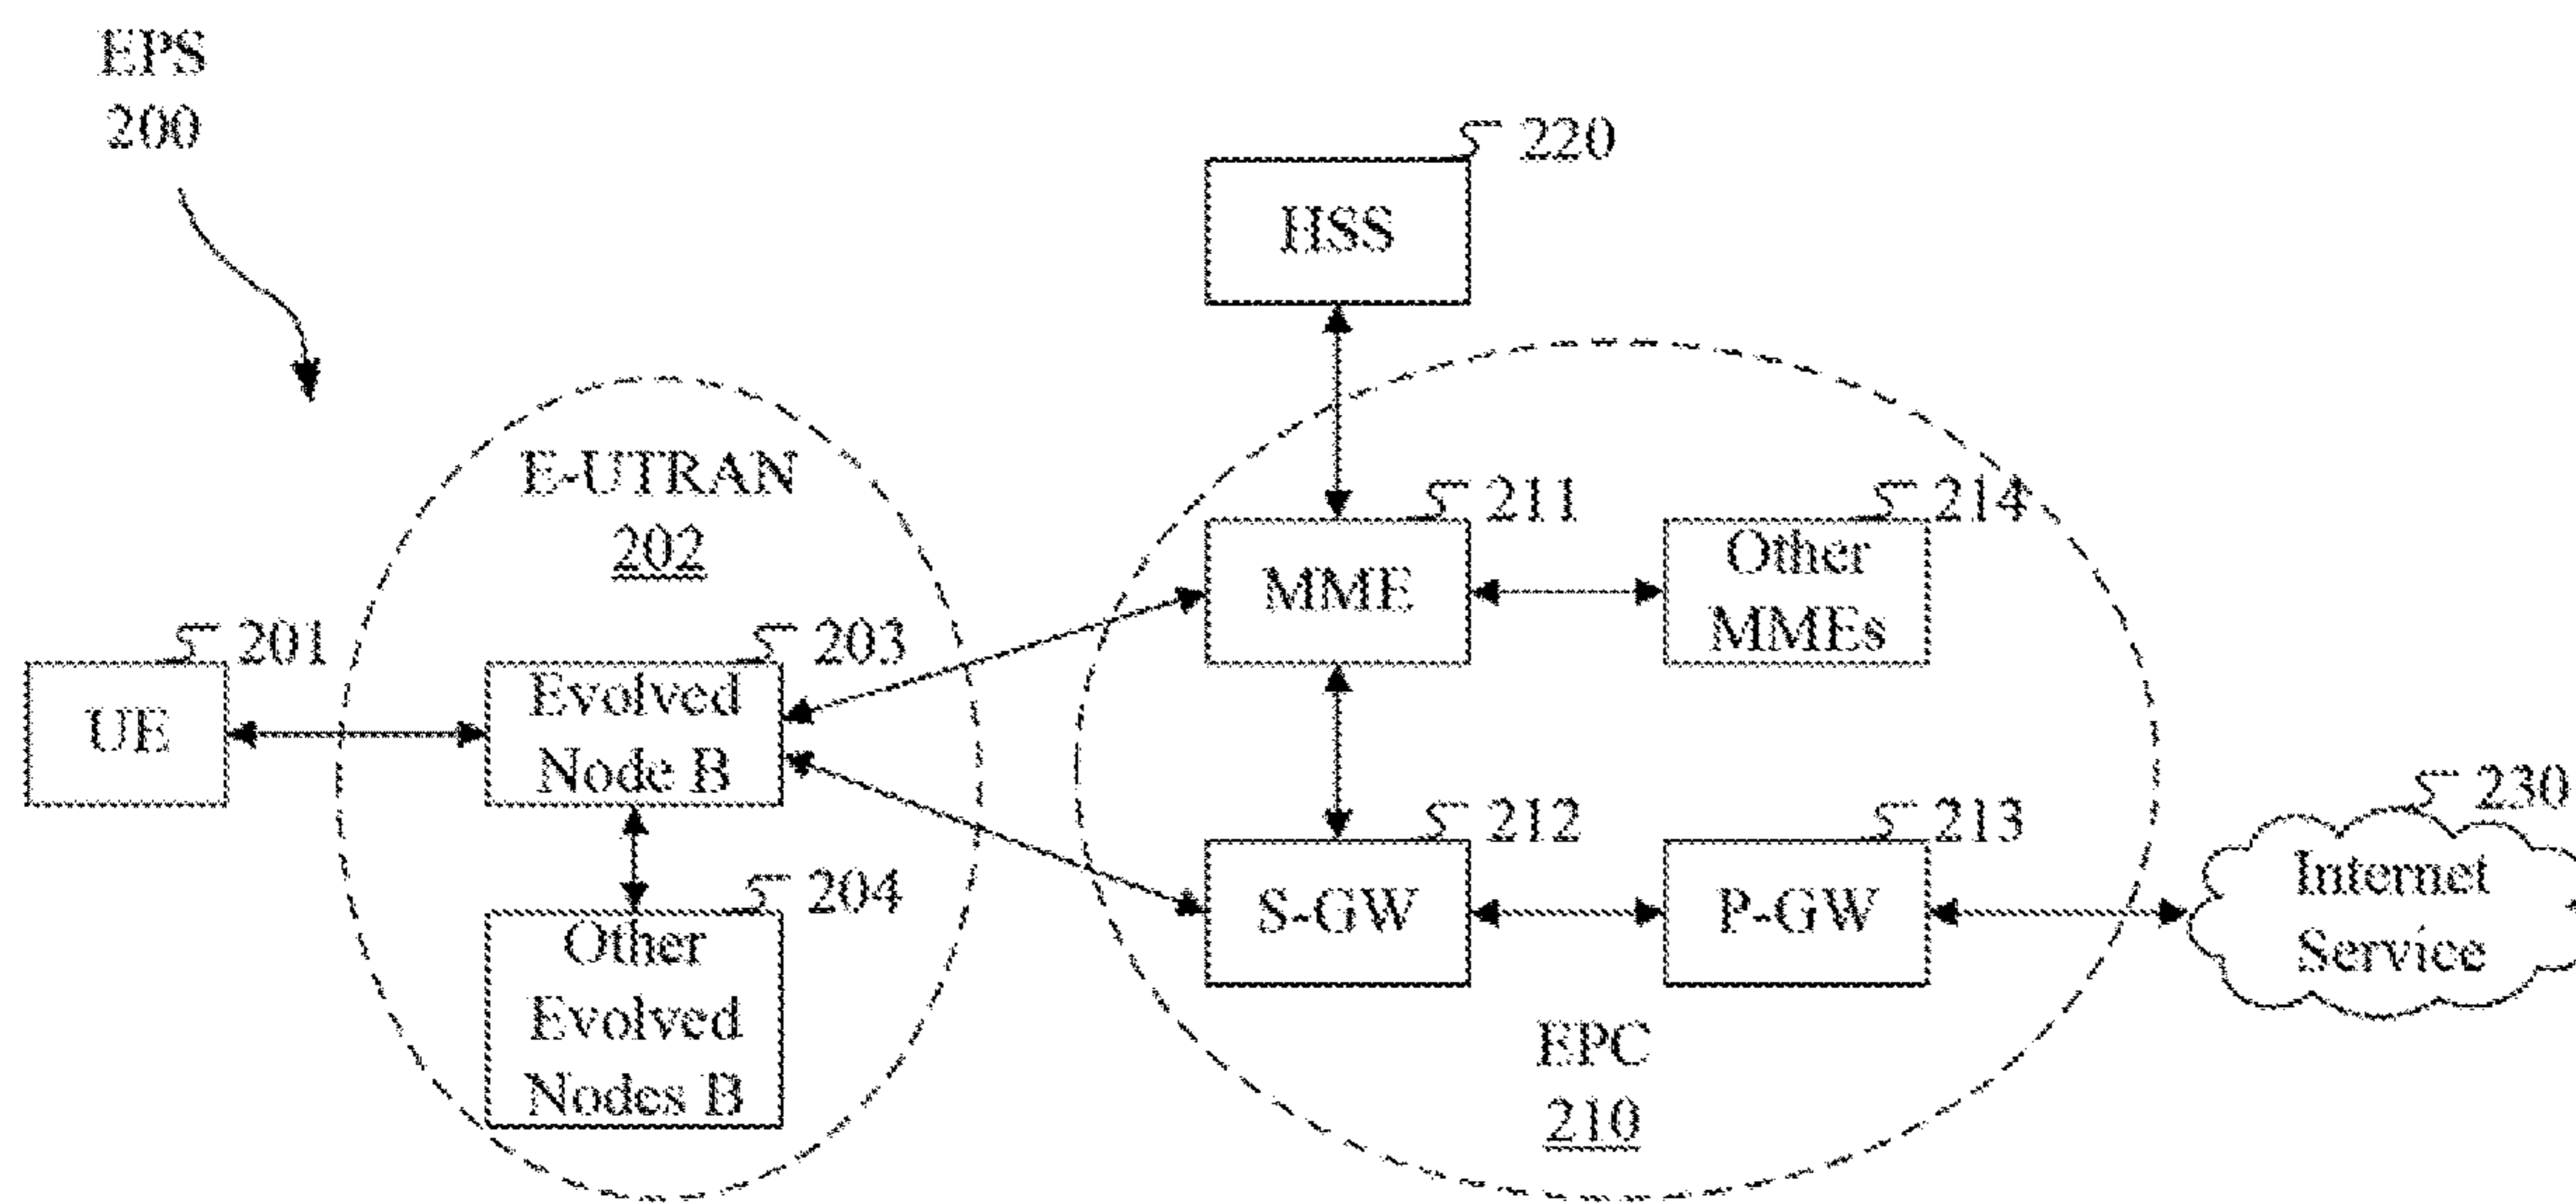 EPS
200
220
HSS
E-UTRAN
202
211
MME
214
Other
MMEs
201
UE
203
Evolved
Node B
204
Other
Evolved
Nodes B
212
S-GW
213
P-GW
230
Internet
Service
EPC
210